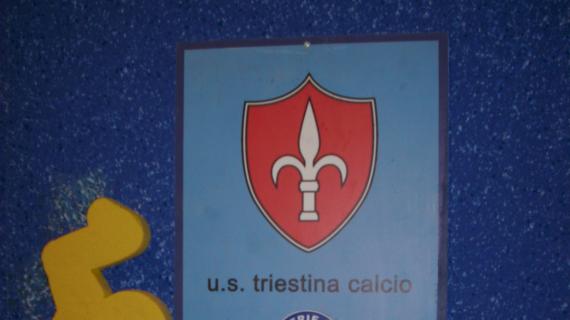 u.s. triestina calcio